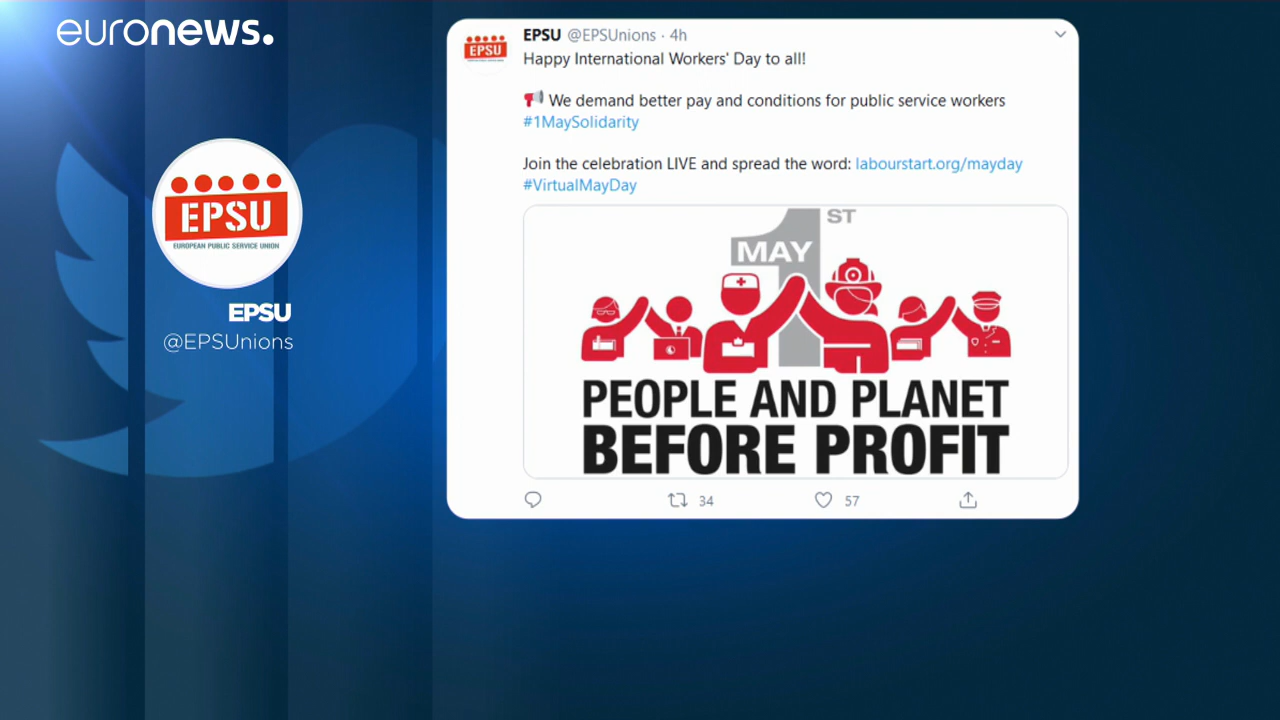 euronews.
EPSU @EPSUnions · 4h
Happy International Workers' Day to all!
We demand better pay and conditions for public service workers
#1MaySolidarity
Join the celebration LIVE and spread the word: labourstart.org/mayday
#VirtualMayDay
EPSU
EPSU
EUROPEAN PUBLIC SERVICE UNION
EPSU
@EPSUnions
1ST
MAY
PEOPLE AND PLANET
BEFORE PROFIT
34
57